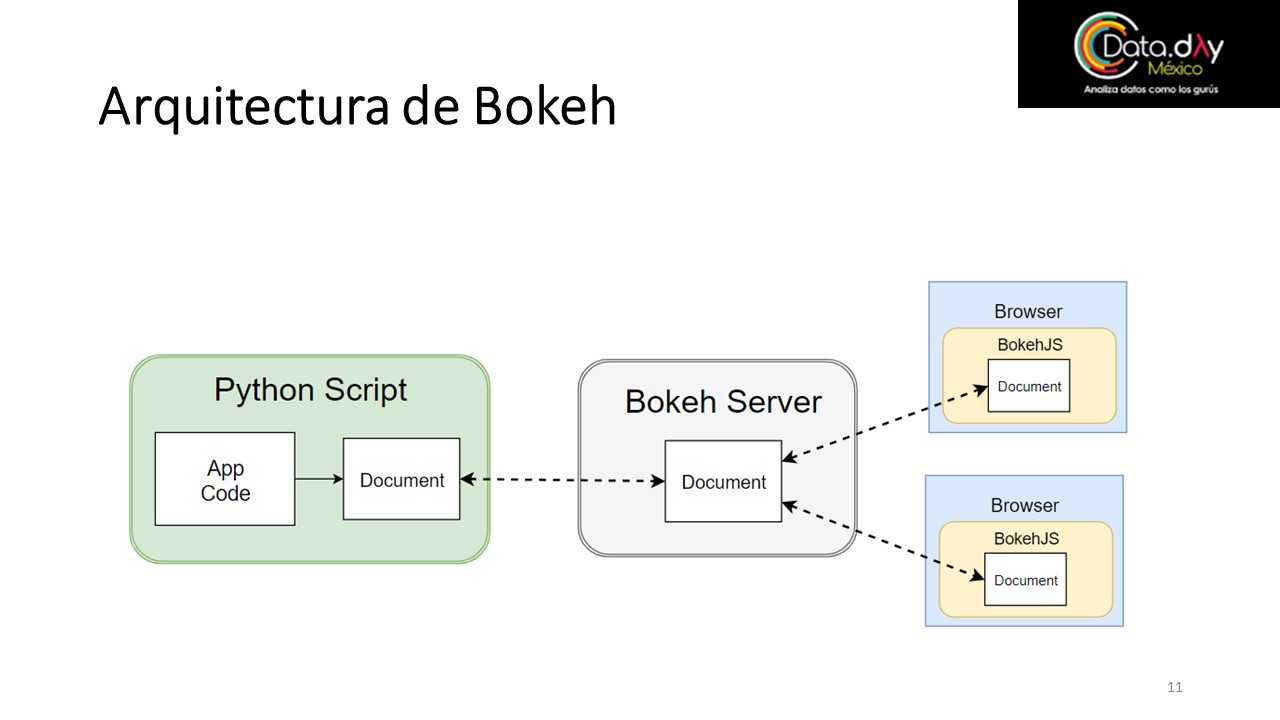 Data.dλy
México
Analiza datos como los gurús
Arquitectura de Bokeh
Python Script
App
Code
Document
Bokeh Server
Document
Browser
BokehJS
Document
Browser
BokehJS
Document
11